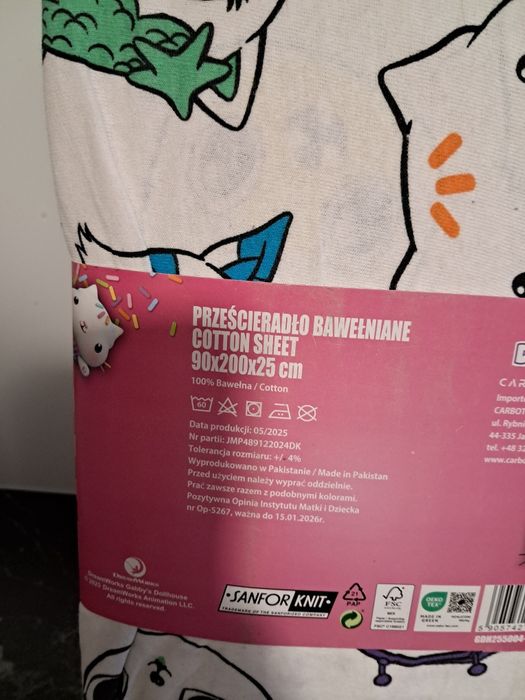 PRZEŚCIERADŁO BAWEŁNIANE
COTTON SHEET
90x200x25 cm
100% Bawełna / Cotton
60
Data produkcji: 05/2025
Nr partii: JMP489122024DK
Tolerancja rozmiaru: +/- 4%
Wyprodukowano w Pakistanie / Made in Pakistan
Przed użyciem należy wyprać oddzielnie.
Prać zawsze razem z podobnymi kolorami.
Pozytywna Opinia Instytutu Matki i Dziecka
nr Op-5267, ważna do 15.01.2026r.
CAR
Importe
CARBOT
ul. Rybni
44-335 Ja
tel. +48 3
www.carbo
DREAMWORKS
DreamWorks Gabby's Dollhouse
©2025 DreamWorks Animation LLC.
All rights reserved.
SANFOR KNIT
TRADEMARK OF THE SANFORIZED COMPANY
21
PAP
FSC
MIX
OEKO
TEX
MADE IN
GREEN
5 905742